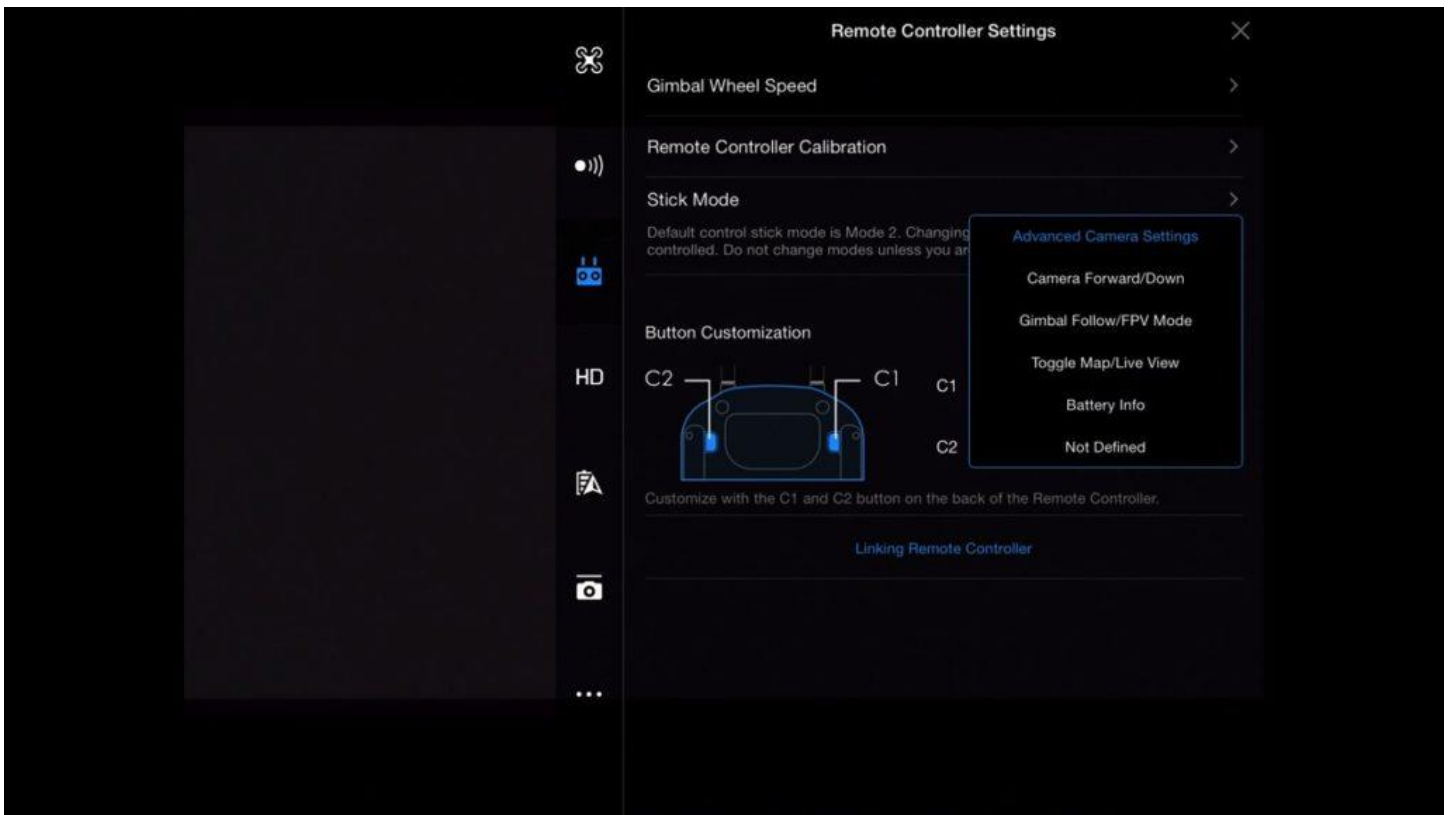 Remote Controller Settings
Gimbal Wheel Speed
Remote Controller Calibration
Stick Mode
Default control stick mode is Mode 2. Changing
controlled. Do not change modes unless you ar
Advanced Camera Settings
Camera Forward/Down
Gimbal Follow/FPV Mode
Toggle Map/Live View
Battery Info
Not Defined
Button Customization
HD
C2
C1
C1
C2
Customize with the C1 and C2 button on the back of the Remote Controller.
Linking Remote Controller